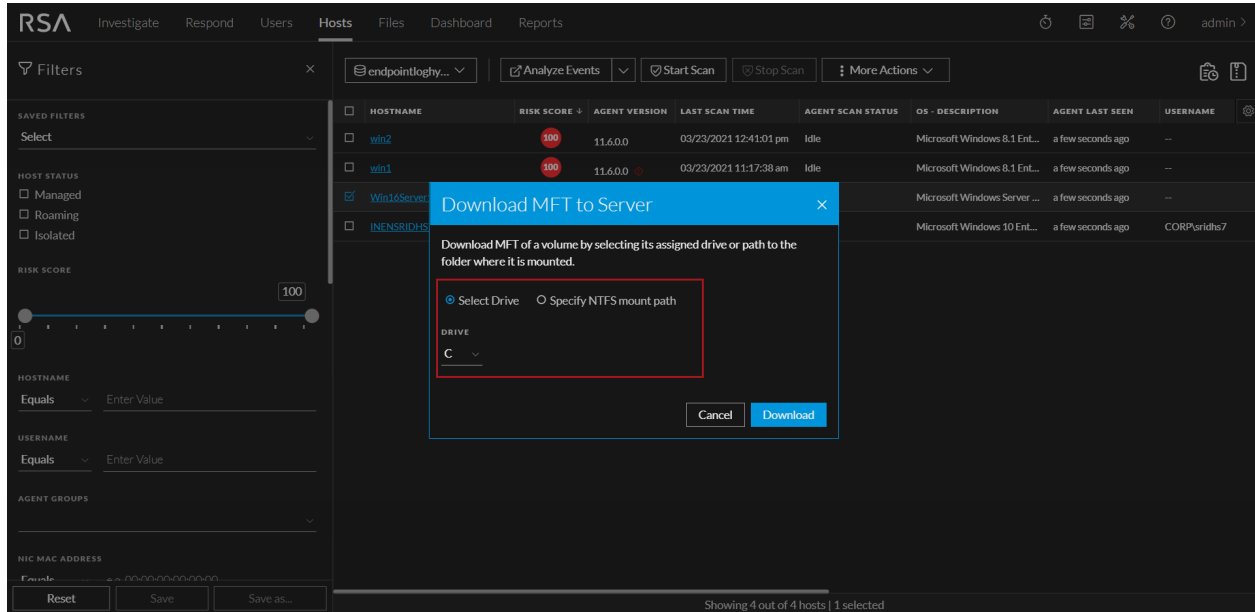 RSA Investigate Respond Users Hosts Files Dashboard Reports admin >
Filters
SAVED FILTERS
Select
HOST STATUS
Managed
Roaming
Isolated
RISK SCORE
100
0
HOSTNAME
Equals Enter Value
USERNAME
Equals Enter Value
AGENT GROUPS
NIC MAC ADDRESS
Equals e.g. 00:00:00:00:00:00
Reset Save Save as...
endpointloghy... Analyze Events Start Scan Stop Scan More Actions
HOSTNAME RISK SCORE AGENT VERSION LAST SCAN TIME AGENT SCAN STATUS OS - DESCRIPTION AGENT LAST SEEN USERNAME
win2 100 11.6.0.0 03/23/2021 12:41:01 pm Idle Microsoft Windows 8.1 Ent... a few seconds ago --
win1 100 11.6.0.0 03/23/2021 11:17:38 am Idle Microsoft Windows 8.1 Ent... a few seconds ago --
Win16Server Microsoft Windows Server ... a few seconds ago --
INENSRIDHS Microsoft Windows 10 Ent... a few seconds ago CORP\sridhs7
Download MFT to Server
Download MFT of a volume by selecting its assigned drive or path to the
folder where it is mounted.
Select Drive Specify NTFS mount path
DRIVE
C
Cancel Download
Showing 4 out of 4 hosts | 1 selected